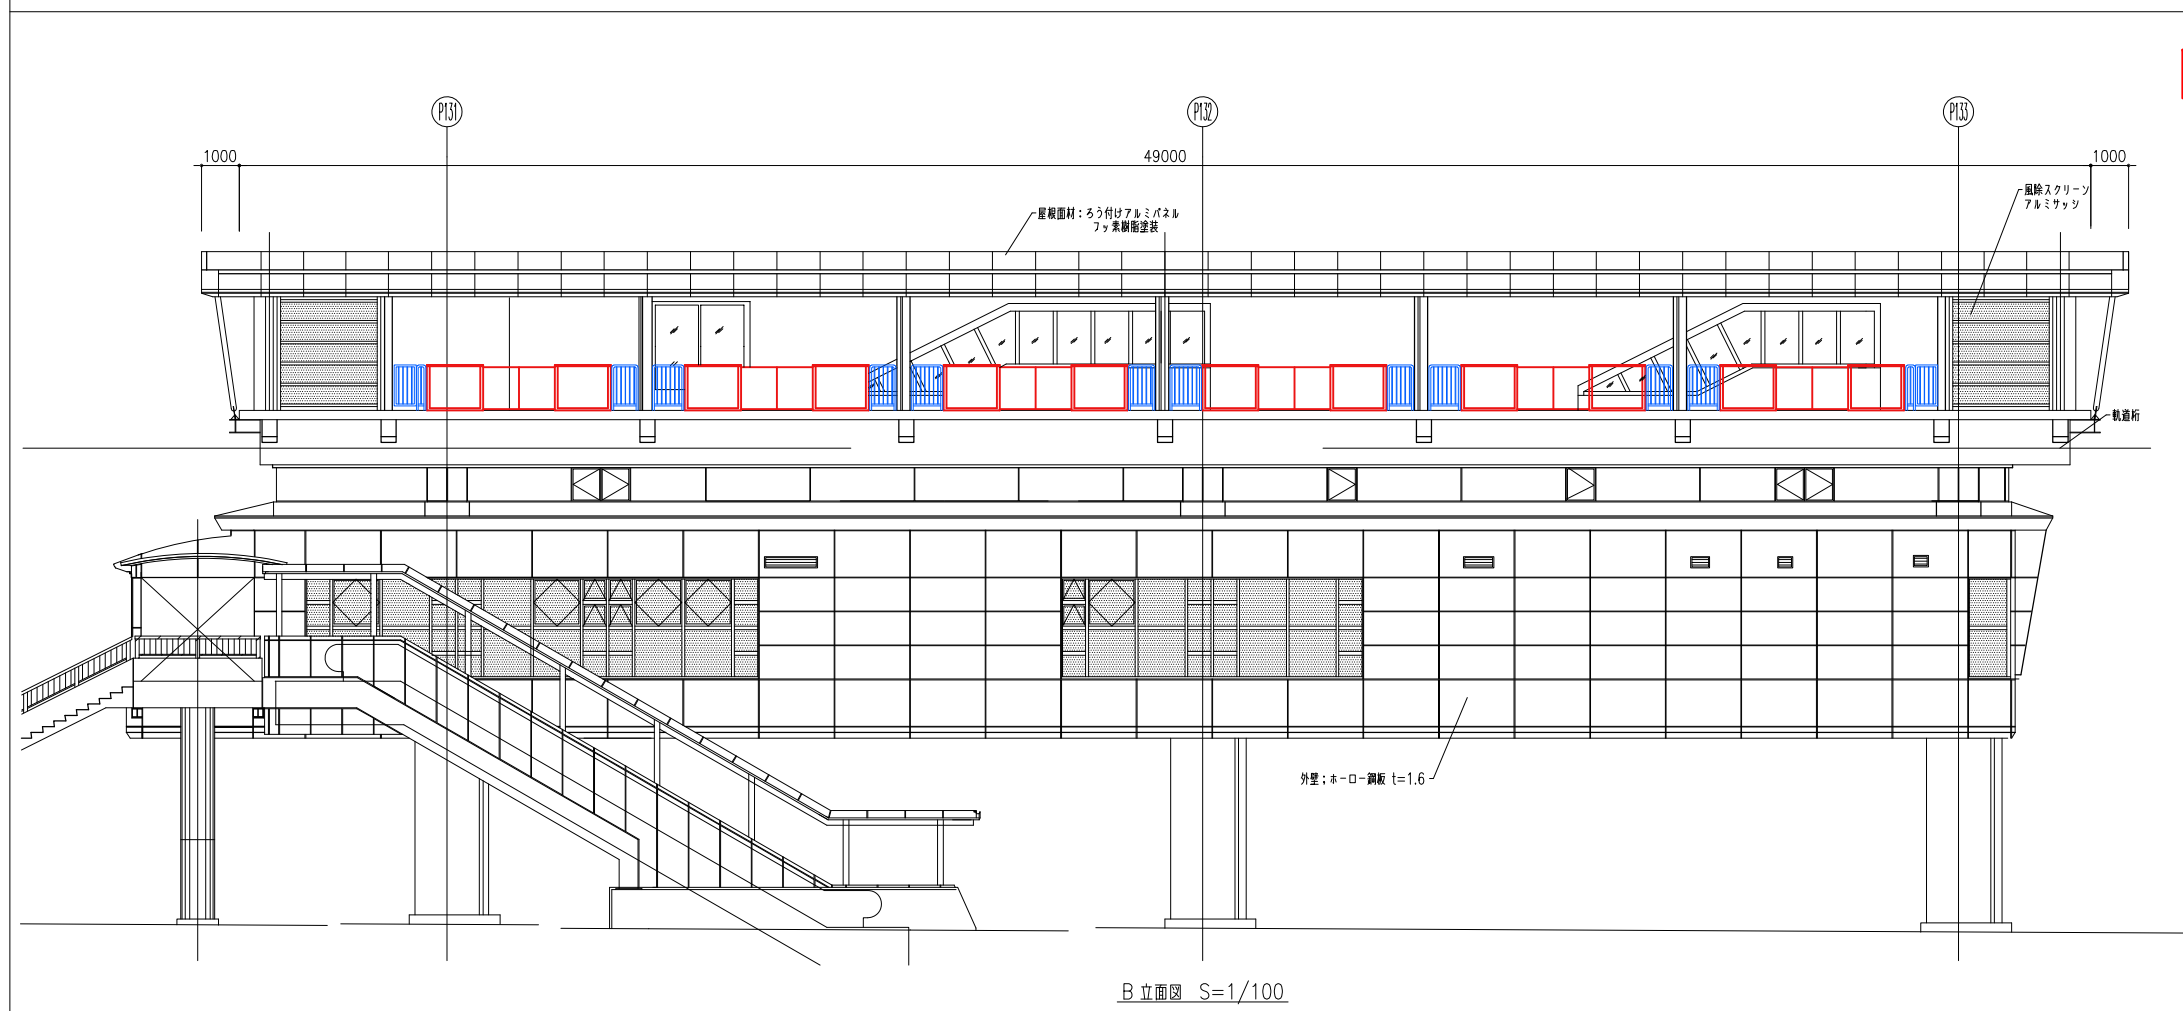 P131
P132
P133
1000
49000
1000
風除スクリーン
アルミサッシ
屋根面材：ろう付けアルミパネル
フッ素樹脂塗装
軌道桁
外壁；ホーロー鋼板 t=1.6
B 立面図 S=1/100